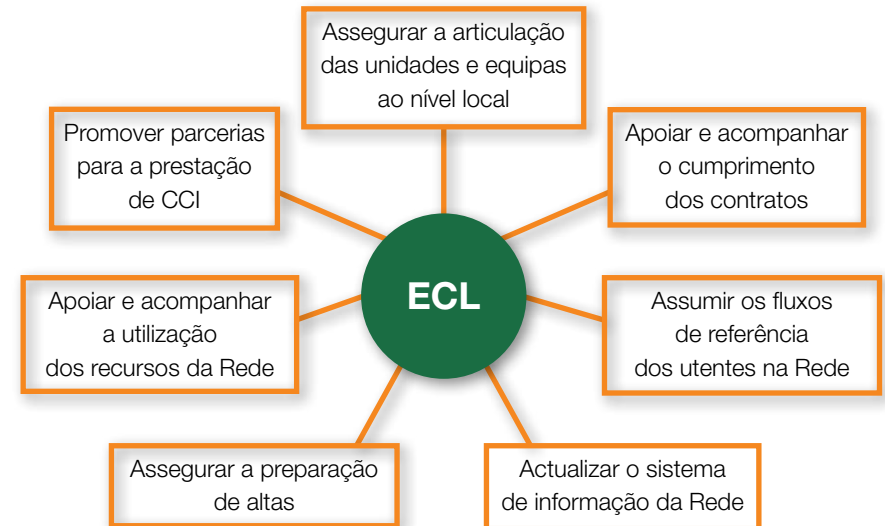 Assegurar a articulação
das unidades e equipas
ao nível local
Promover parcerias
para a prestação
de CCI
Apoiar e acompanhar
o cumprimento
dos contratos
ECL
Apoiar e acompanhar
a utilização
dos recursos da Rede
Assumir os fluxos
de referência
dos utentes na Rede
Assegurar a preparação
de altas
Actualizar o sistema
de informação da Rede